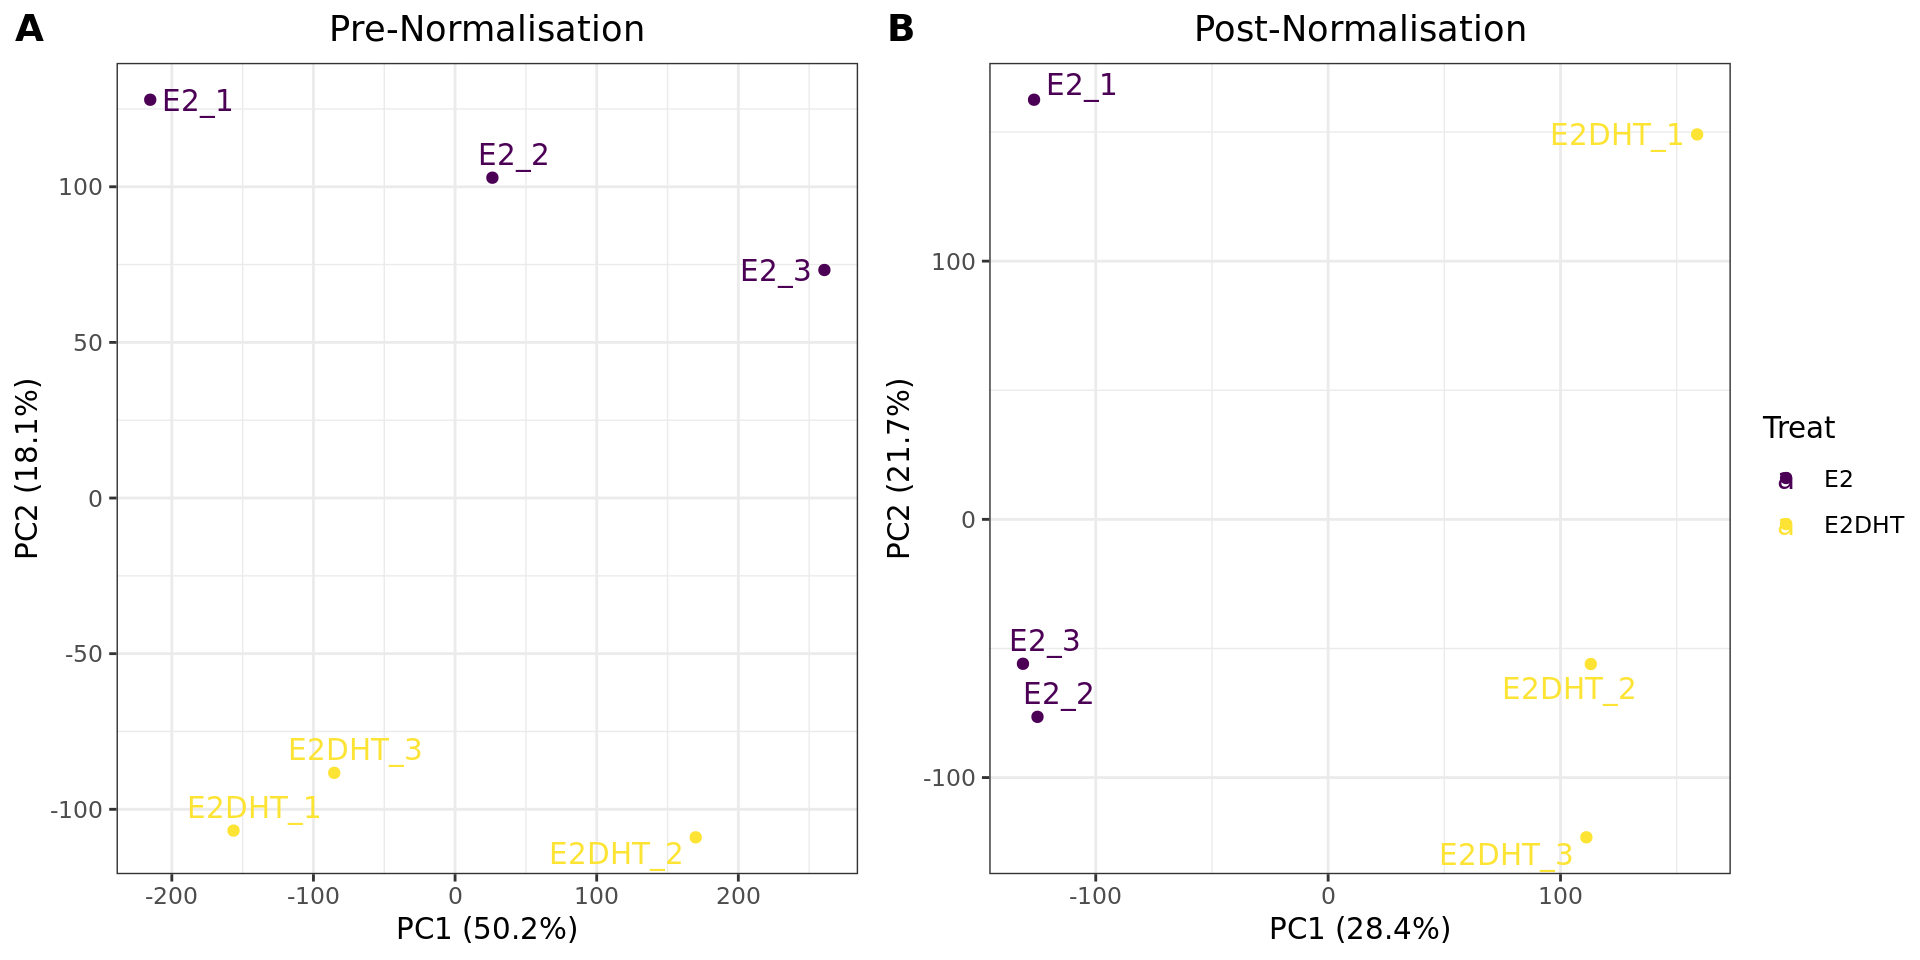 A
Pre-Normalisation
E2_1
E2_2
E2_3
E2DHT_3
E2DHT_1
E2DHT_2
100
50
0
-50
-100
-200
-100
0
100
200
PC1 (50.2%)
PC2 (18.1%)
B
Post-Normalisation
E2_1
E2DHT_1
E2_3
E2_2
E2DHT_2
E2DHT_3
100
0
-100
-100
0
100
PC1 (28.4%)
PC2 (21.7%)
Treat
a E2
a E2DHT